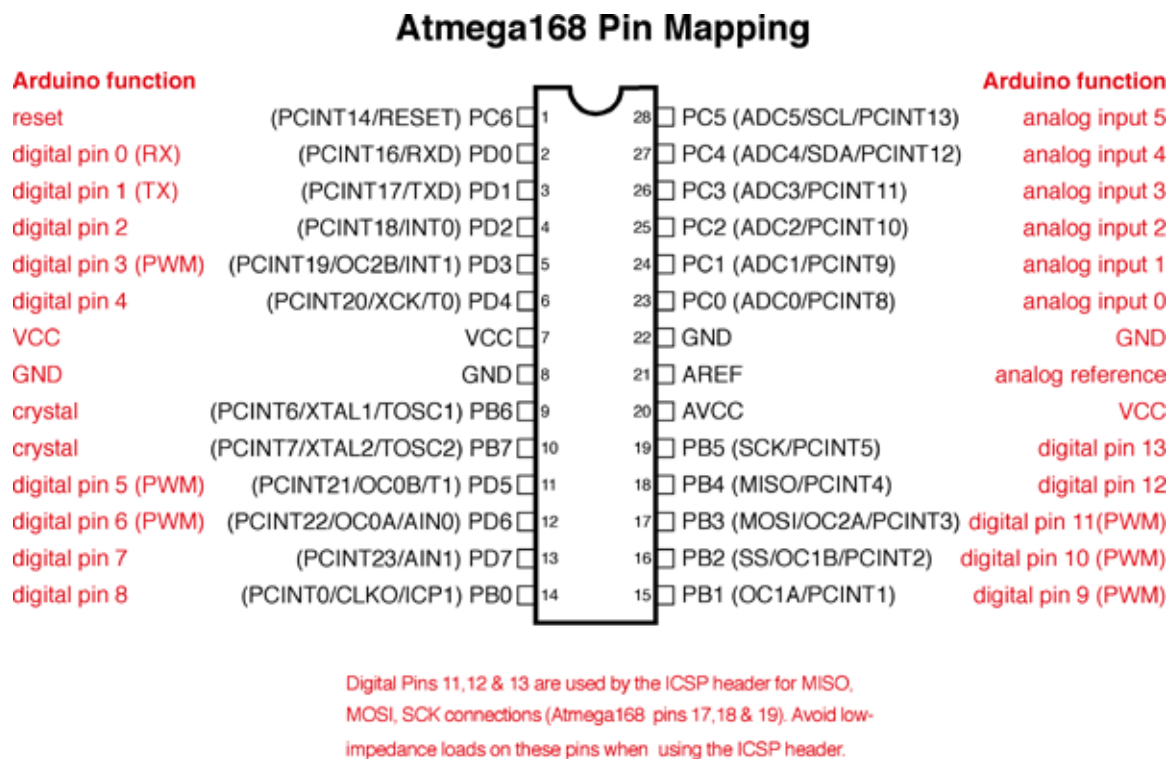 Atmega168 Pin Mapping
Arduino function Arduino function
reset (PCINT14/RESET) PC6 1 28 PC5 (ADC5/SCL/PCINT13) analog input 5
digital pin 0 (RX) (PCINT16/RXD) PD0 2 27 PC4 (ADC4/SDA/PCINT12) analog input 4
digital pin 1 (TX) (PCINT17/TXD) PD1 3 26 PC3 (ADC3/PCINT11) analog input 3
digital pin 2 (PCINT18/INT0) PD2 4 25 PC2 (ADC2/PCINT10) analog input 2
digital pin 3 (PWM) (PCINT19/OC2B/INT1) PD3 5 24 PC1 (ADC1/PCINT9) analog input 1
digital pin 4 (PCINT20/XCK/T0) PD4 6 23 PC0 (ADC0/PCINT8) analog input 0
VCC VCC 7 22 GND GND
GND GND 8 21 AREF analog reference
crystal (PCINT6/XTAL1/TOSC1) PB6 9 20 AVCC VCC
crystal (PCINT7/XTAL2/TOSC2) PB7 10 19 PB5 (SCK/PCINT5) digital pin 13
digital pin 5 (PWM) (PCINT21/OC0B/T1) PD5 11 18 PB4 (MISO/PCINT4) digital pin 12
digital pin 6 (PWM) (PCINT22/OC0A/AIN0) PD6 12 17 PB3 (MOSI/OC2A/PCINT3) digital pin 11(PWM)
digital pin 7 (PCINT23/AIN1) PD7 13 16 PB2 (SS/OC1B/PCINT2) digital pin 10 (PWM)
digital pin 8 (PCINT0/CLKO/ICP1) PB0 14 15 PB1 (OC1A/PCINT1) digital pin 9 (PWM)
Digital Pins 11,12 & 13 are used by the ICSP header for MISO,
MOSI, SCK connections (Atmega168 pins 17,18 & 19). Avoid low-
impedance loads on these pins when using the ICSP header.